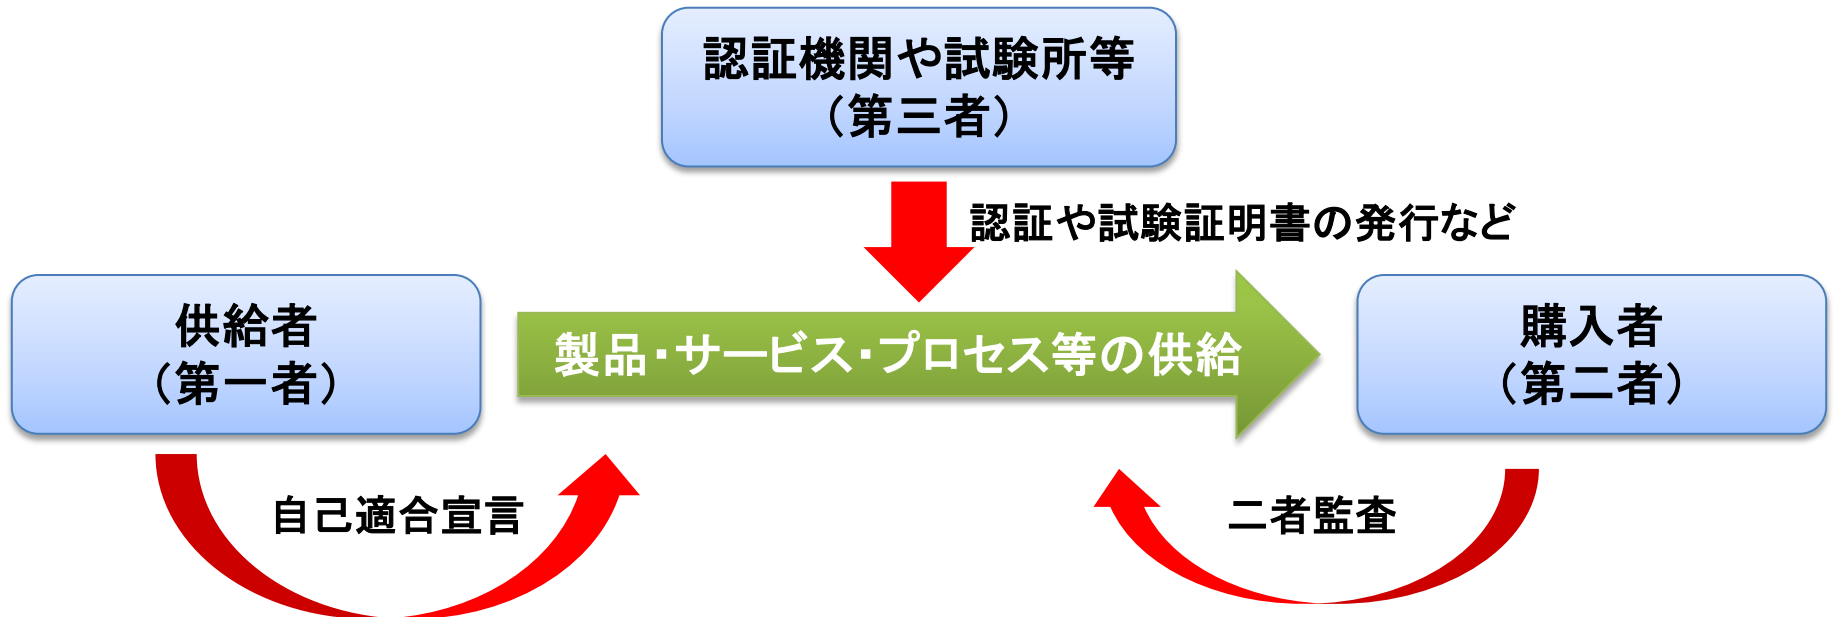 認証機関や試験所等
（第三者）
認証や試験証明書の発行など
供給者
（第一者）
製品・サービス・プロセス等の供給
購入者
（第二者）
自己適合宣言
二者監査